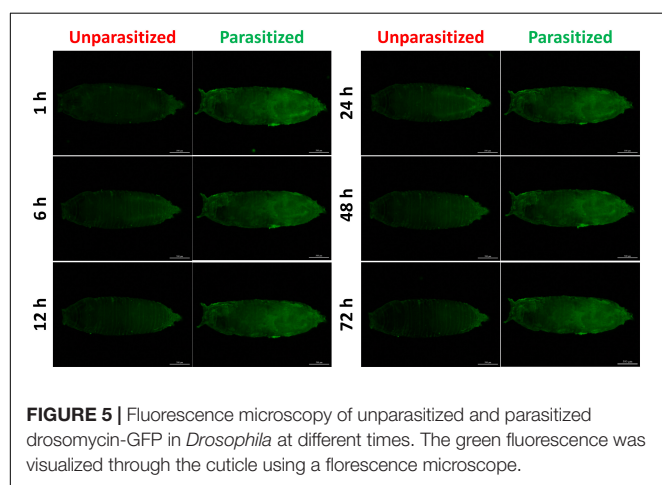 Unparasitized Parasitized Unparasitized Parasitized
1 h 24 h
6 h 48 h
12 h 72 h
FIGURE 5 | Fluorescence microscopy of unparasitized and parasitized
drosomycin-GFP in Drosophila at different times. The green fluorescence was
visualized through the cuticle using a florescence microscope.